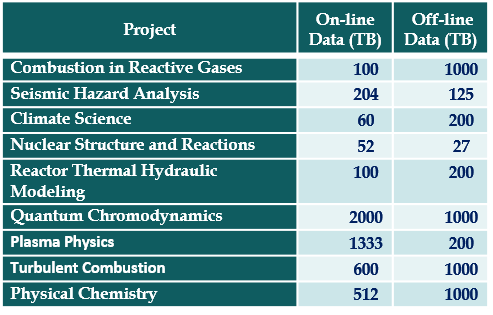 Project On-line Data (TB) Off-line Data (TB)
Combustion in Reactive Gases 100 1000
Seismic Hazard Analysis 204 125
Climate Science 60 200
Nuclear Structure and Reactions 52 27
Reactor Thermal Hydraulic Modeling 100 200
Quantum Chromodynamics 2000 1000
Plasma Physics 1333 200
Turbulent Combustion 600 1000
Physical Chemistry 512 1000